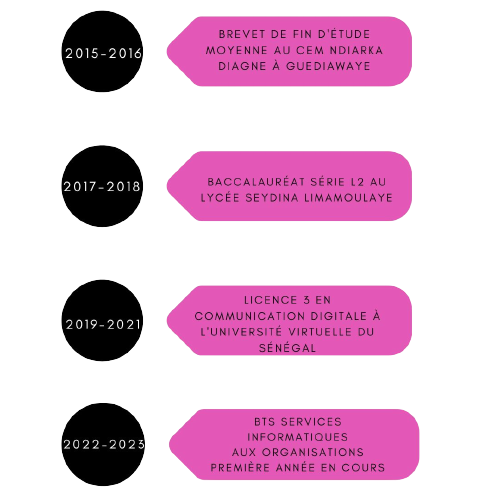 2015-2016
BREVET DE FIN D'ÉTUDE
MOYENNE AU CEM NDIARKA
DIAGNE À GUEDIAWAYE
2017-2018
BACCALAURÉAT SÉRIE L2 AU
LYCÉE SEYDINA LIMAMOULAYE
2019-2021
LICENCE 3 EN
COMMUNICATION DIGITALE À
L'UNIVERSITÉ VIRTUELLE DU
SÉNÉGAL
2022-2023
BTS SERVICES
INFORMATIQUES
AUX ORGANISATIONS
PREMIÈRE ANNÉE EN COURS